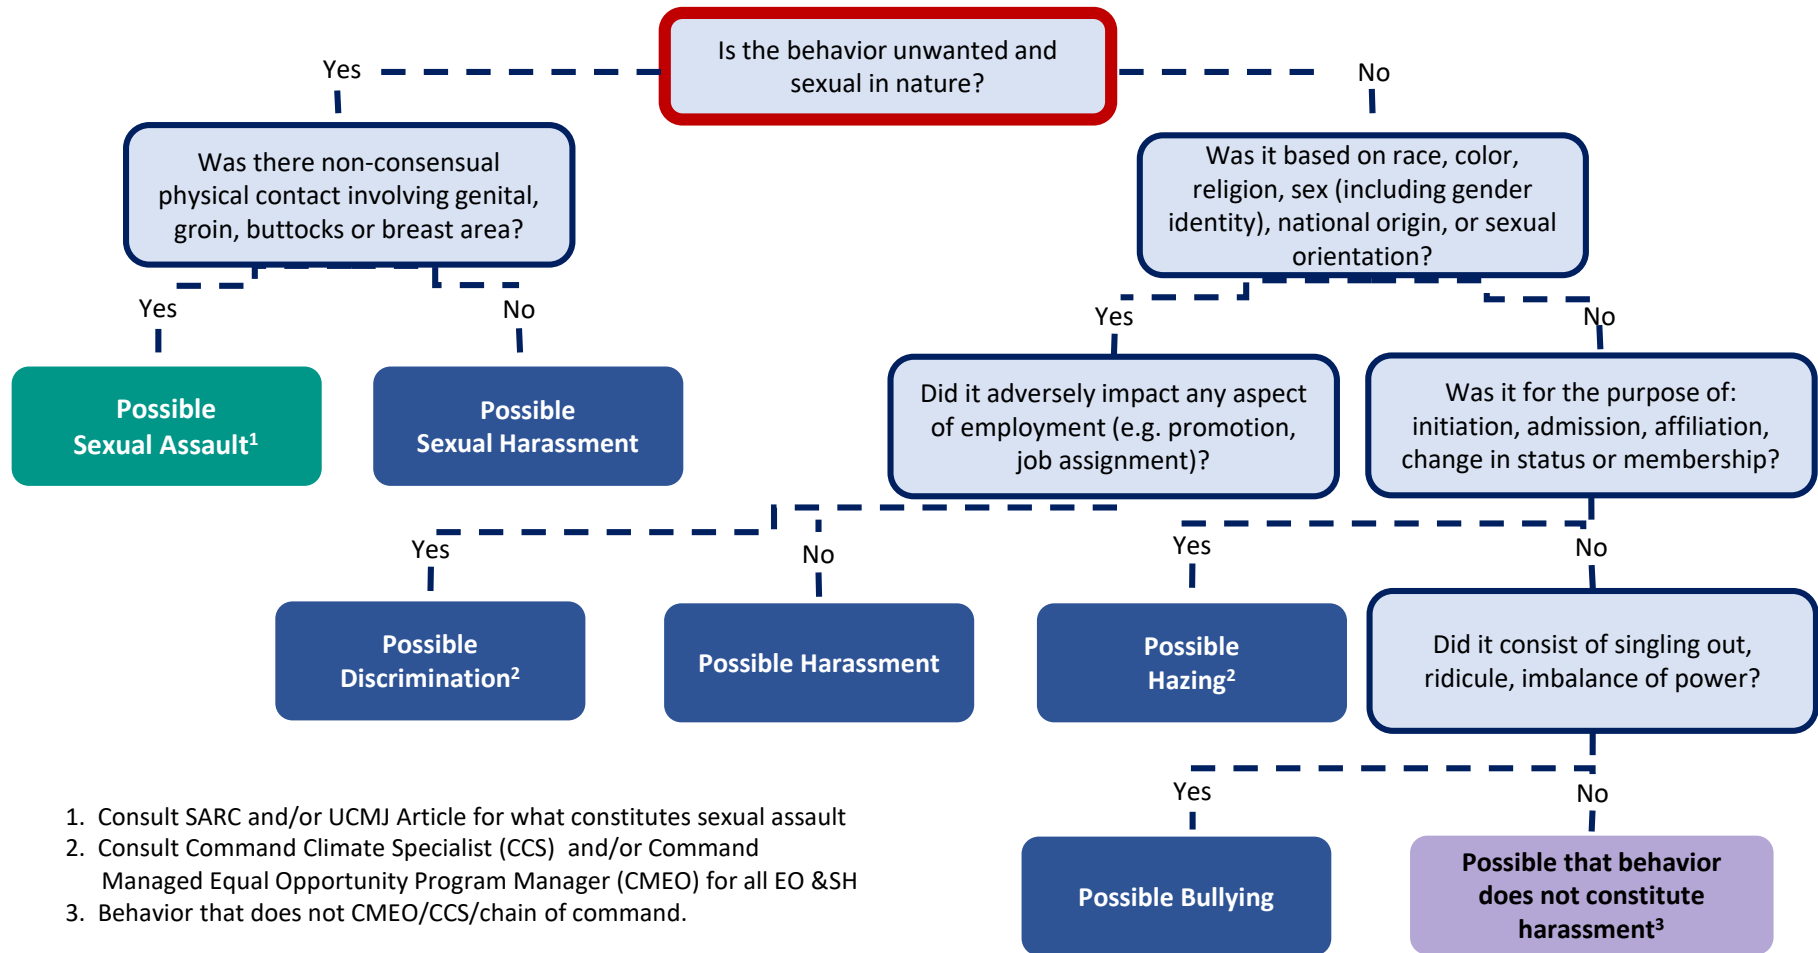 Is the behavior unwanted and
sexual in nature?
Yes
No
Was there non-consensual
physical contact involving genital,
groin, buttocks or breast area?
Was it based on race, color,
religion, sex (including gender
identity), national origin, or sexual
orientation?
Yes
No
Yes
No
Possible
Sexual Assault1
Possible
Sexual Harassment
Did it adversely impact any aspect
of employment (e.g. promotion,
job assignment)?
Was it for the purpose of:
initiation, admission, affiliation,
change in status or membership?
Yes
No
Yes
No
Possible
Discrimination2
Possible Harassment
Possible
Hazing2
Did it consist of singling out,
ridicule, imbalance of power?
Yes
No
Possible Bullying
Possible that behavior
does not constitute
harassment3
1. Consult SARC and/or UCMJ Article for what constitutes sexual assault
2. Consult Command Climate Specialist (CCS) and/or Command
Managed Equal Opportunity Program Manager (CMEO) for all EO &SH
3. Behavior that does not CMEO/CCS/chain of command.